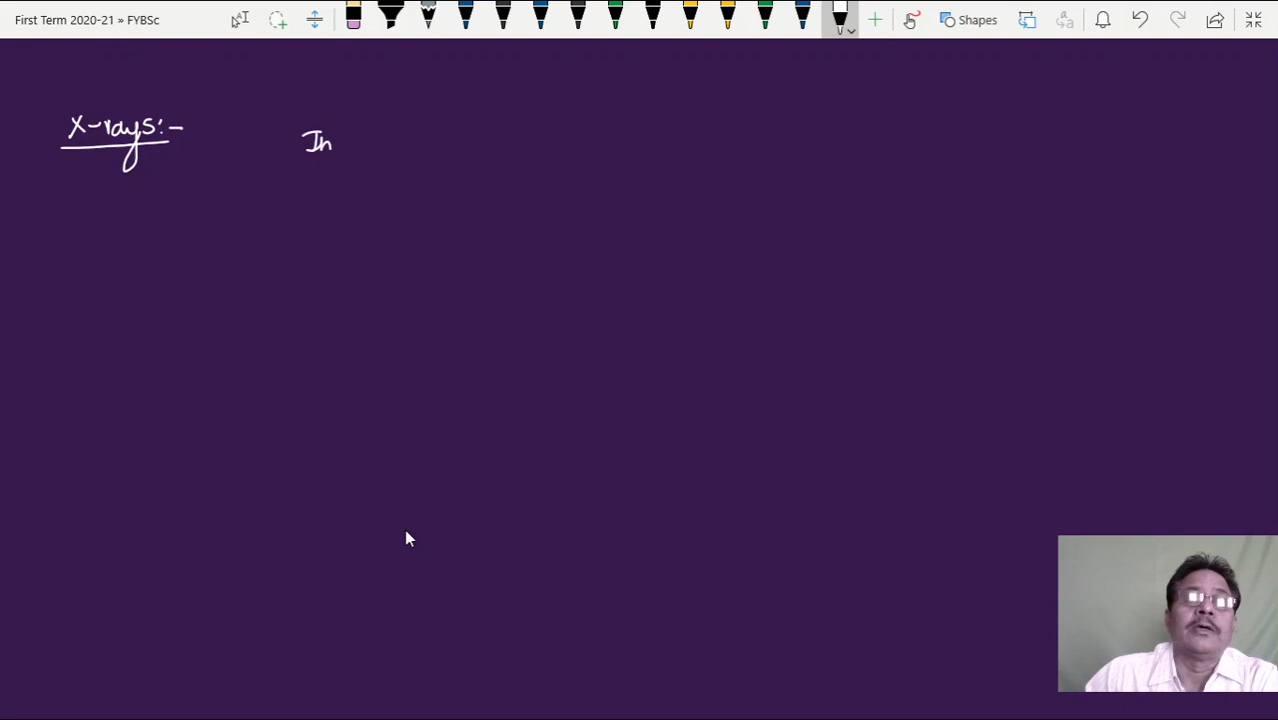 First Term 2020-21 » FYBSc
Shapes
X-rays:- In